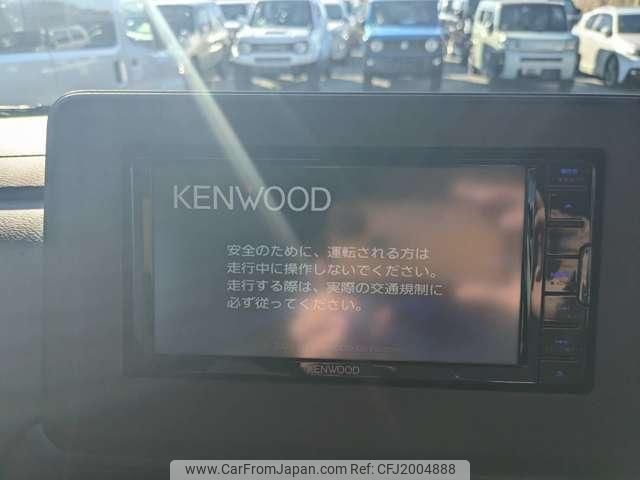 KENWOOD
安全のために、運転される方は
走行中に操作しないでください。
走行する際は、実際の交通規制に
必ず従ってください。
KENWOOD
www.CarFromJapan.com | Ref: CFJ2004888